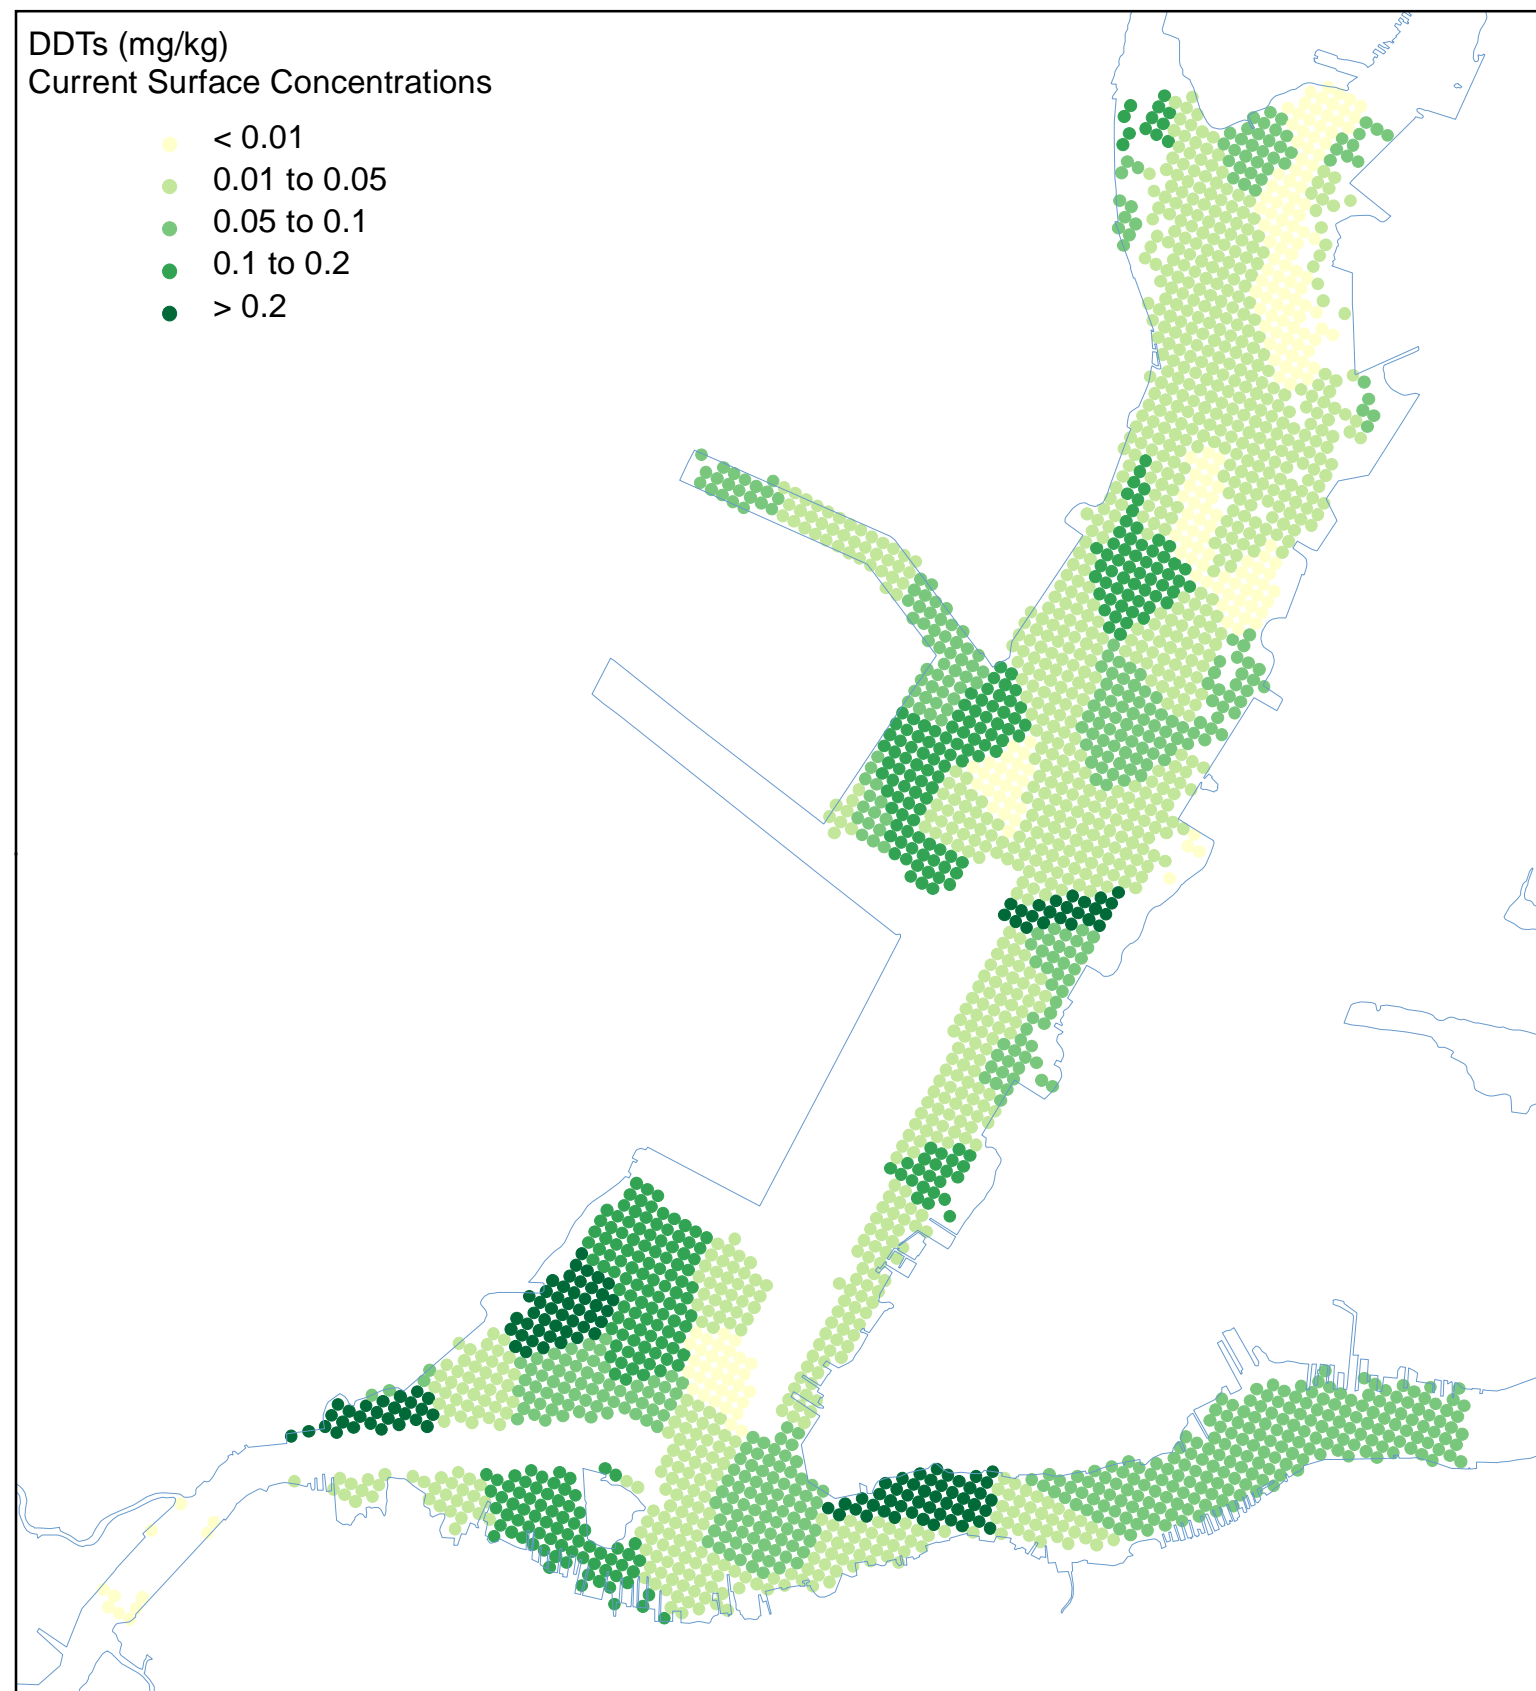 DDTs (mg/kg)
Current Surface Concentrations
< 0.01
0.01 to 0.05
0.05 to 0.1
0.1 to 0.2
> 0.2